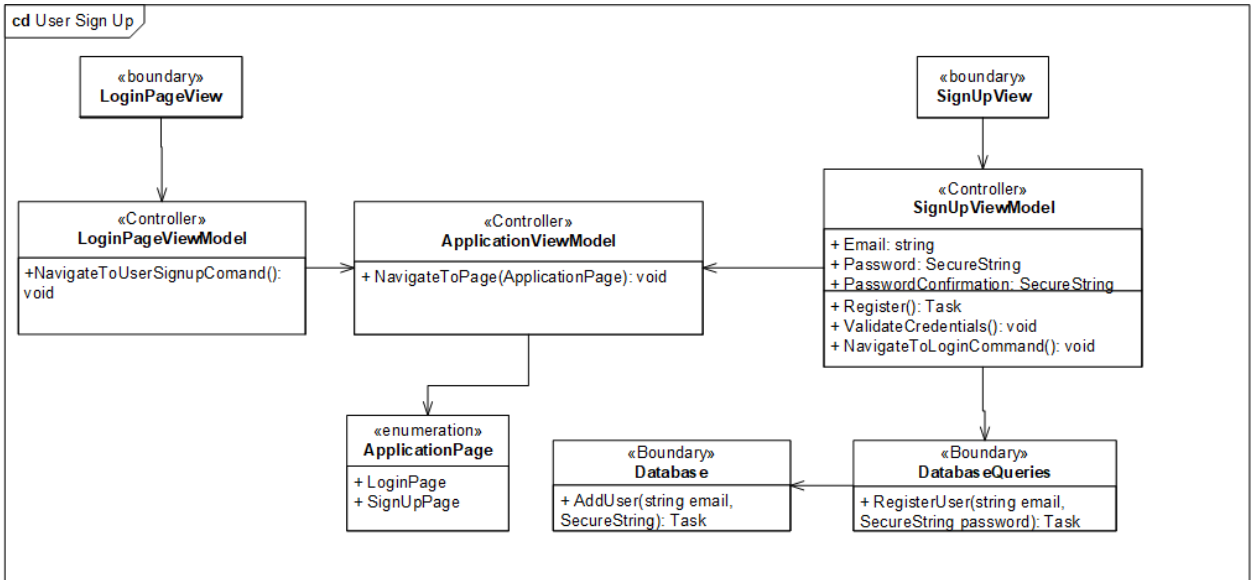 cd User Sign Up
«boundary»
LoginPageView
«boundary»
SignUpView
«Controller»
LoginPageViewModel
+NavigateToUserSignupComand():
void
«Controller»
ApplicationViewModel
+ NavigateToPage(ApplicationPage): void
«Controller»
SignUpViewModel
+ Email: string
+ Password: SecureString
+ PasswordConfirmation: SecureString
+ Register(): Task
+ ValidateCredentials(): void
+ NavigateToLoginCommand(): void
«enumeration»
ApplicationPage
+ LoginPage
+ SignUpPage
«Boundary»
Database
+ AddUser(string email,
SecureString): Task
«Boundary»
DatabaseQueries
+ RegisterUser(string email,
SecureString password): Task